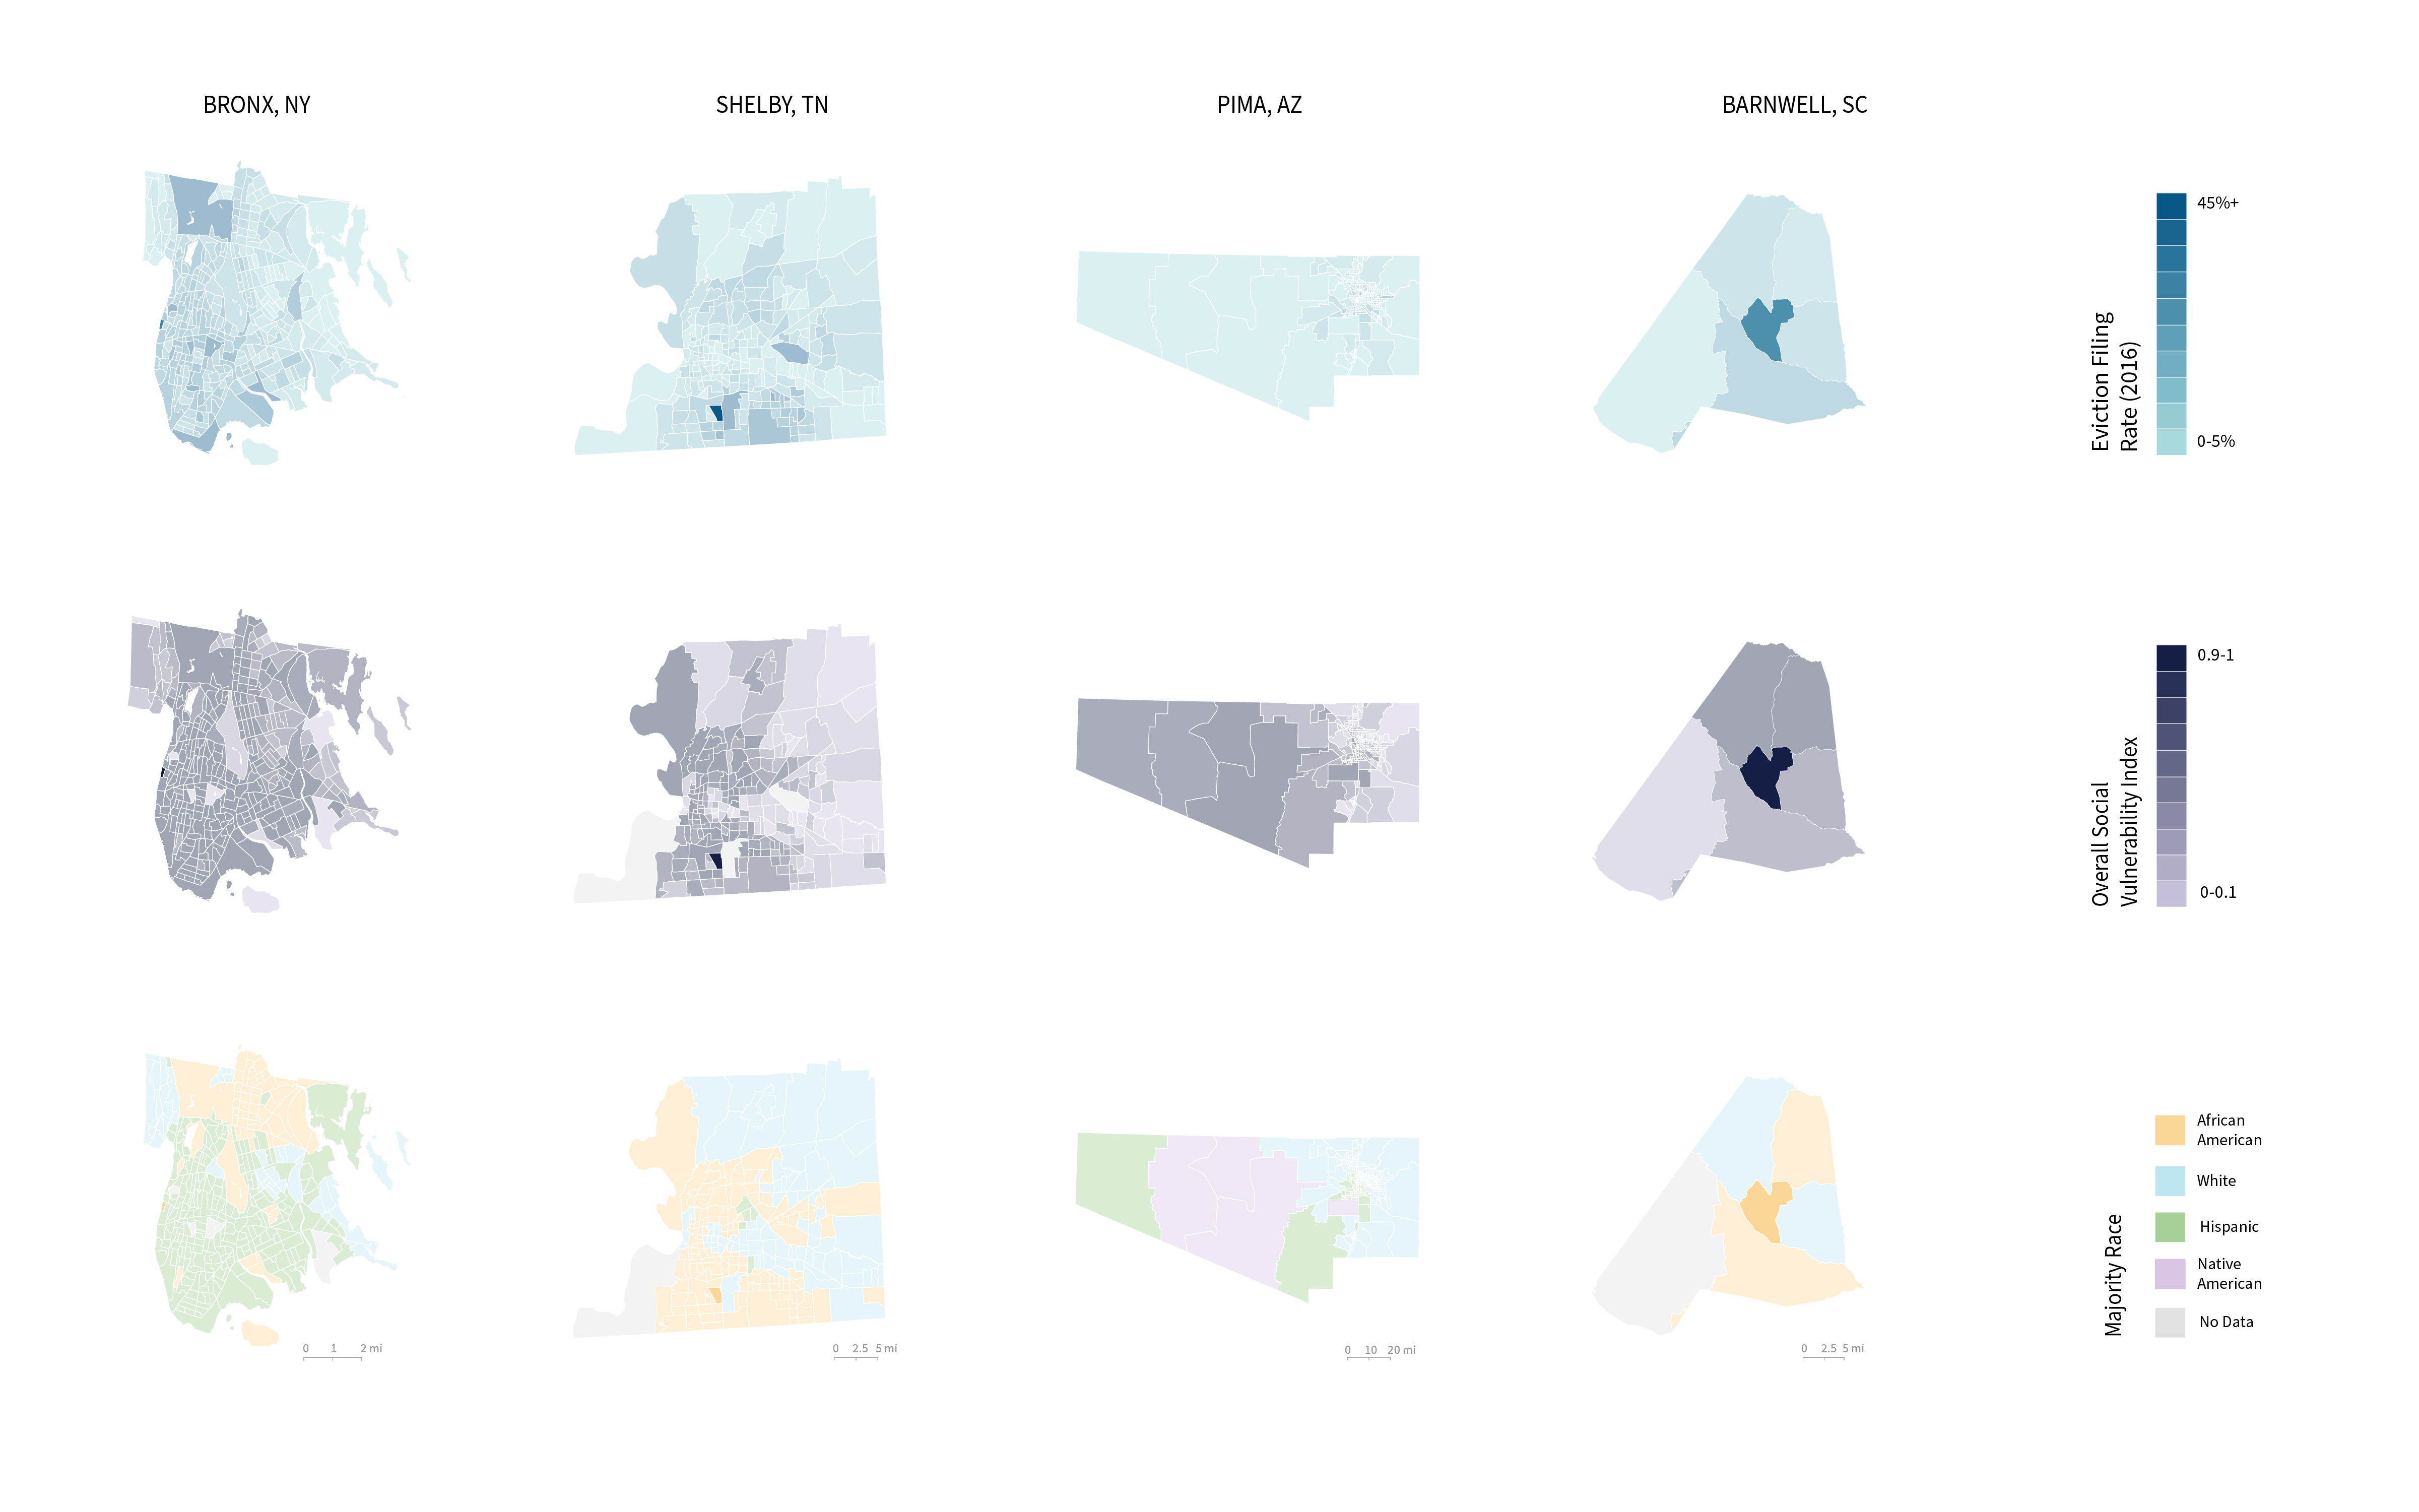 BRONX, NY
SHELBY, TN
PIMA, AZ
BARNWELL, SC
Eviction Filing
Rate (2016)
45%+
0-5%
Overall Social
Vulnerability Index
0.9-1
0-0.1
Majority Race
African
American
White
Hispanic
Native
American
No Data
0 1 2 mi
0 2.5 5 mi
0 10 20 mi
0 2.5 5 mi